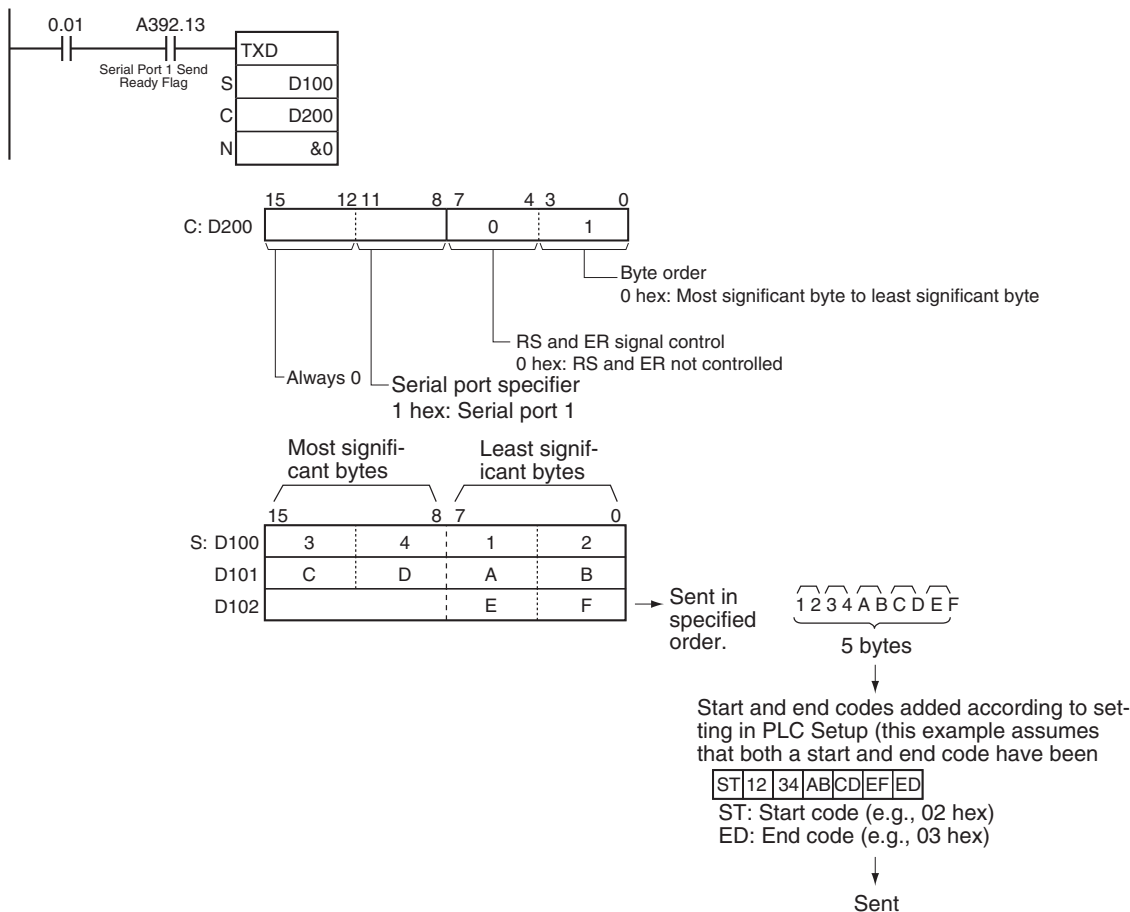 0.01 A392.13
TXD
Serial Port 1 Send
Ready Flag
S D100
C D200
N &0
15 12 11 8 7 4 3 0
C: D200 0 1
Byte order
0 hex: Most significant byte to least significant byte
RS and ER signal control
0 hex: RS and ER not controlled
Always 0
Serial port specifier
1 hex: Serial port 1
Most signifi-
cant bytes
Least signif-
icant bytes
15 8 7 0
S: D100 3 4 1 2
D101 C D A B
D102 E F
Sent in
specified
order.
1 2 3 4 A B C D E F
5 bytes
Start and end codes added according to set-
ting in PLC Setup (this example assumes
that both a start and end code have been
ST 12 34 AB CD EF ED
ST: Start code (e.g., 02 hex)
ED: End code (e.g., 03 hex)
Sent